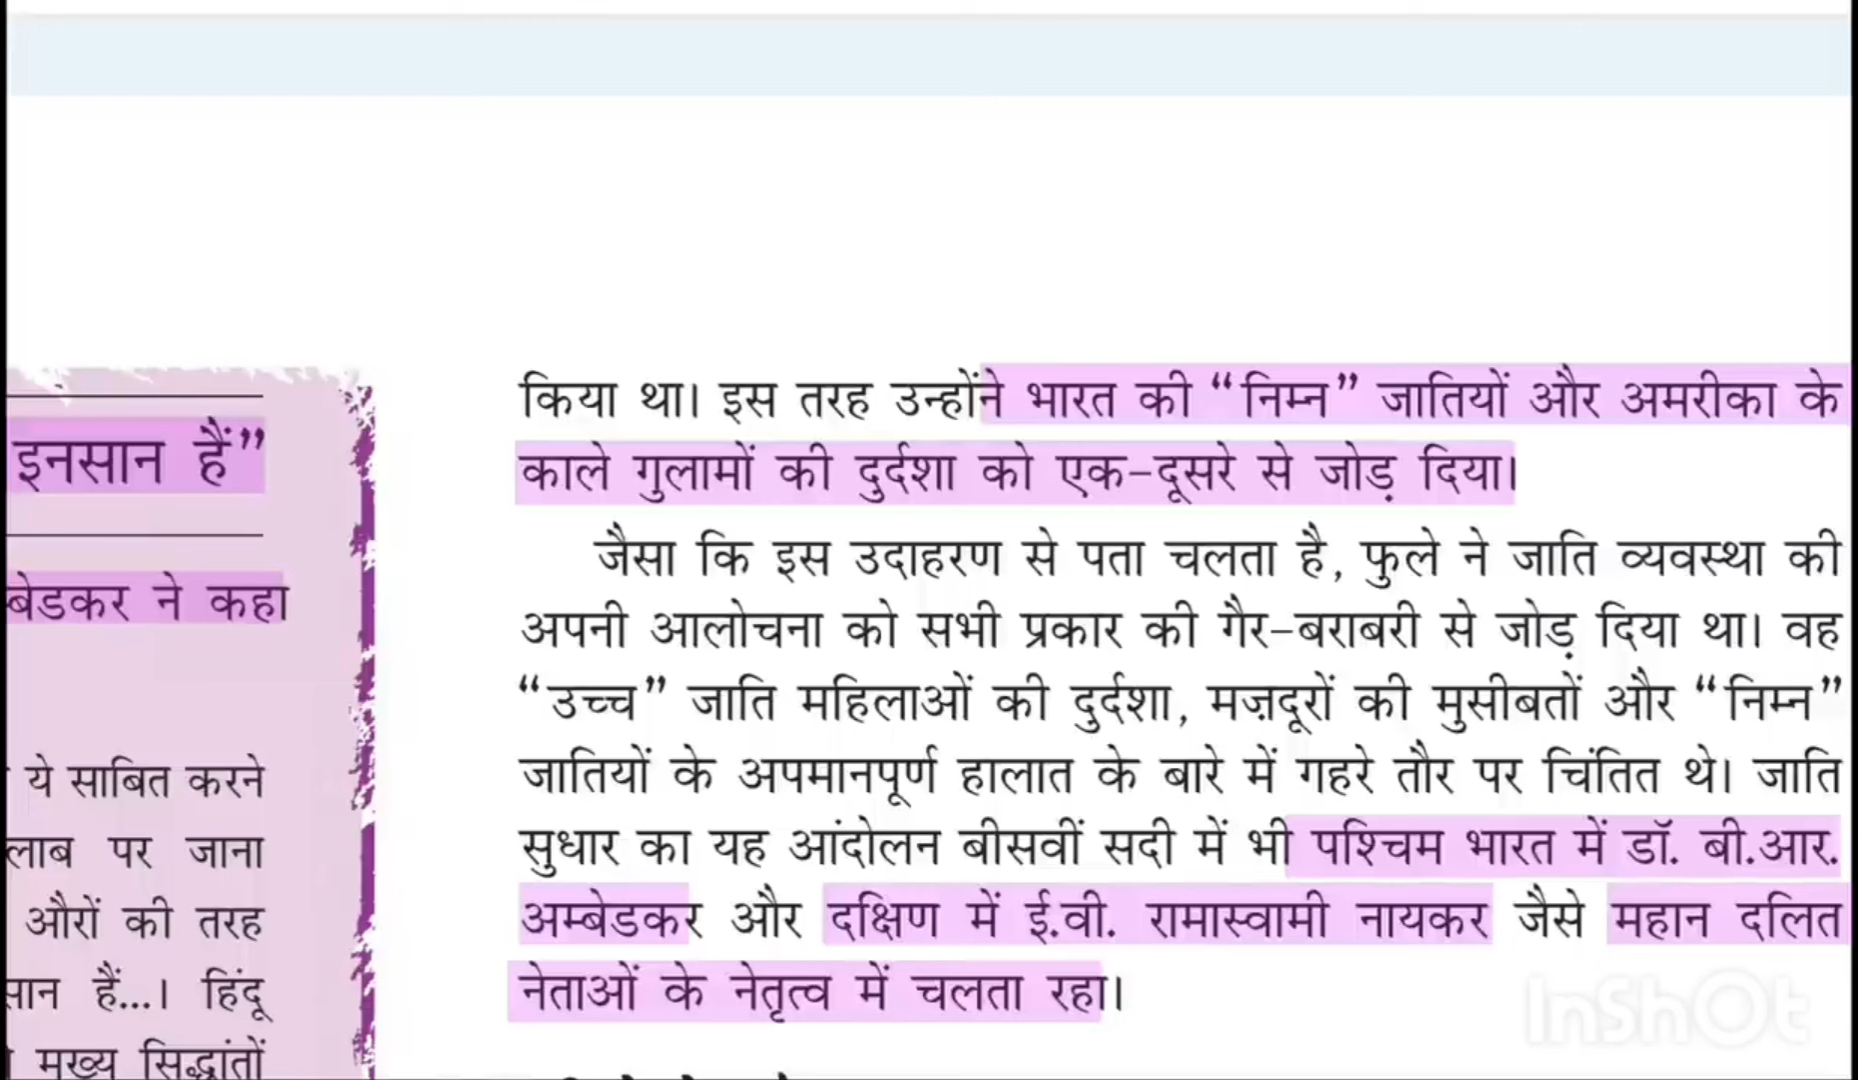 इनसान हैं”
बेडकर ने कहा
ये साबित करने
लाब पर जाना
औरों की तरह
सान हैं...। हिंदू
मुख्य सिद्धांतों
किया था। इस तरह उन्होंने भारत की “निम्न” जातियों और अमरीका के
काले गुलामों की दुर्दशा को एक-दूसरे से जोड़ दिया।
जैसा कि इस उदाहरण से पता चलता है, फुले ने जाति व्यवस्था की
अपनी आलोचना को सभी प्रकार की गैर-बराबरी से जोड़ दिया था। वह
“उच्च” जाति महिलाओं की दुर्दशा, मज़दूरों की मुसीबतों और “निम्न”
जातियों के अपमानपूर्ण हालात के बारे में गहरे तौर पर चिंतित थे। जाति
सुधार का यह आंदोलन बीसवीं सदी में भी पश्चिम भारत में डॉ. बी.आर.
अम्बेडकर और दक्षिण में ई.वी. रामास्वामी नायकर जैसे महान दलित
नेताओं के नेतृत्व में चलता रहा।
InShOt